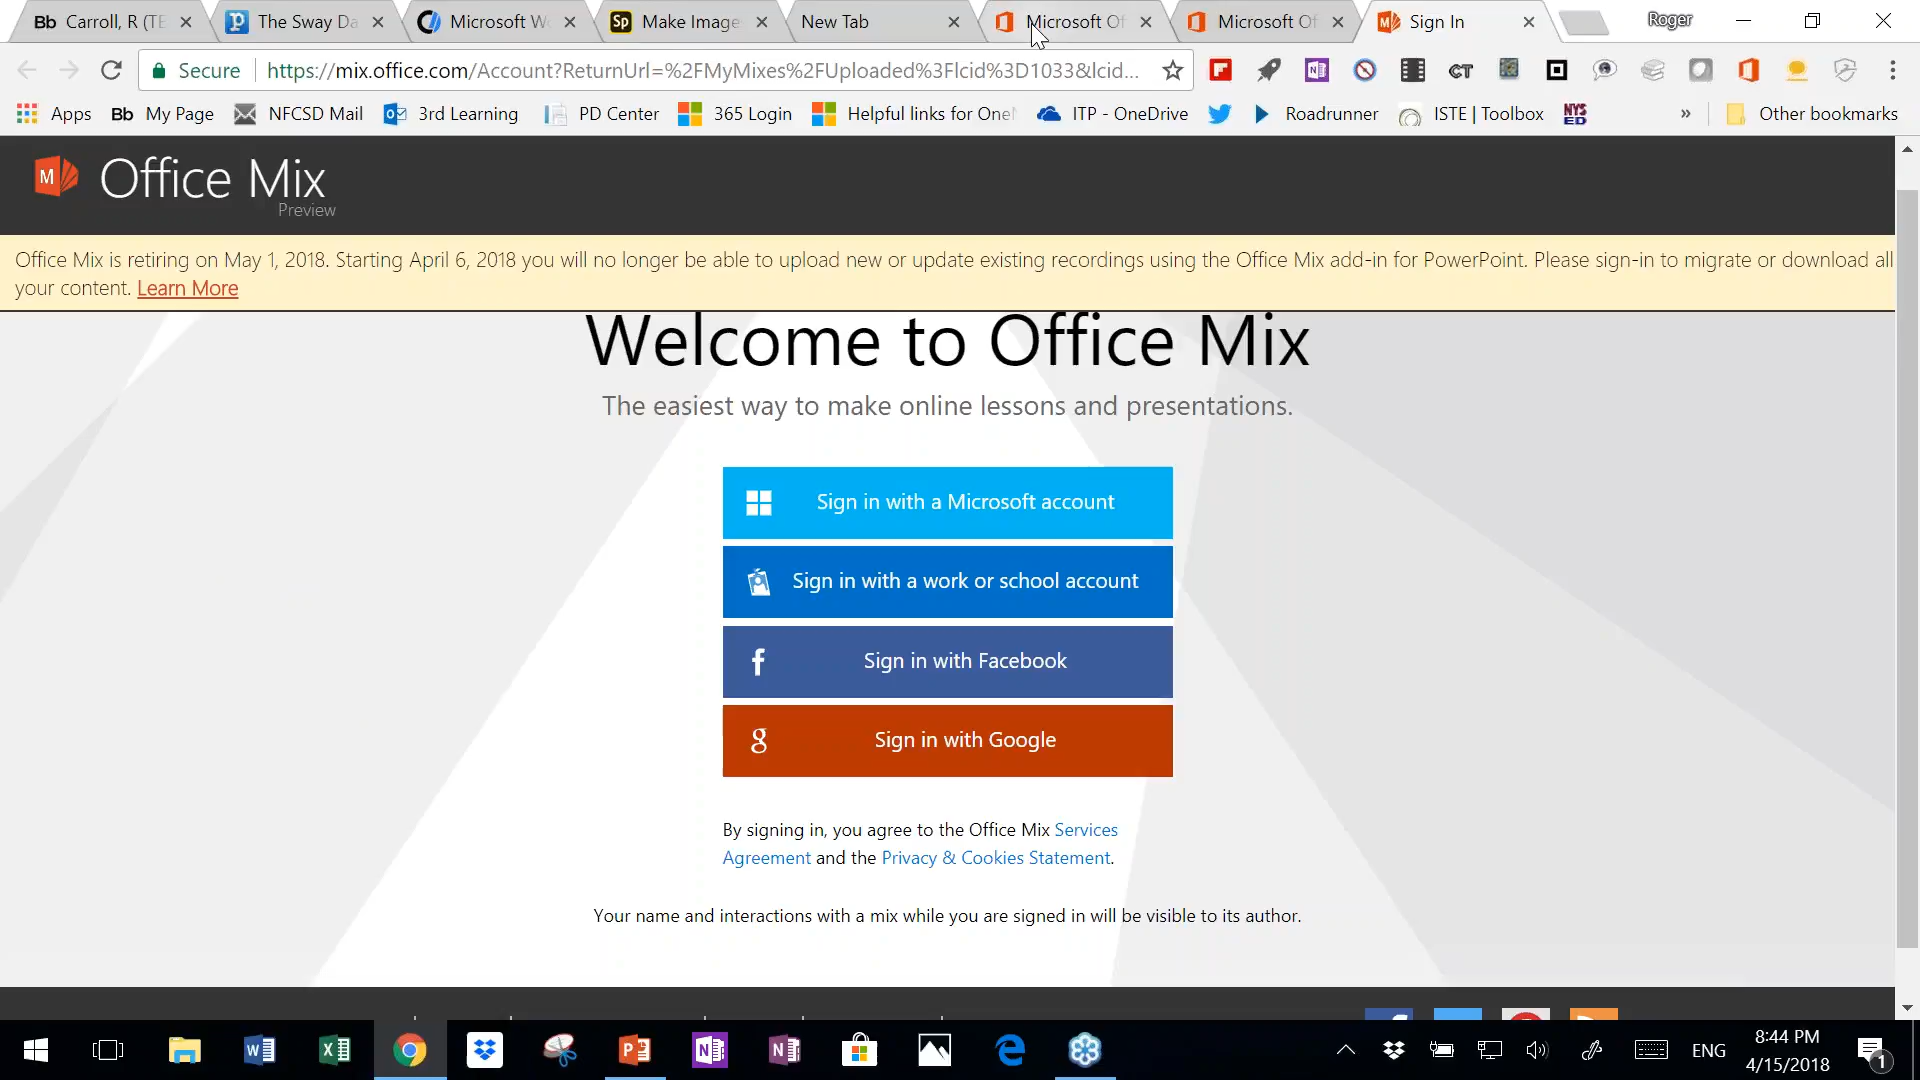 Bb Carroll, R (TE
The Sway Da
Microsoft W
Sp Make Image
New Tab
Microsoft Of
Microsoft Of
Sign In
Roger
Secure
https://mix.office.com/Account?ReturnUrl=%2FMyMixes%2FUploaded%3Flcid%3D1033&lcid...
Apps
Bb My Page
NFCSD Mail
3rd Learning
PD Center
365 Login
Helpful links for One
ITP - OneDrive
Roadrunner
ISTE | Toolbox
NYS
ED
»
Other bookmarks
M Office Mix
Preview
Office Mix is retiring on May 1, 2018. Starting April 6, 2018 you will no longer be able to upload new or update existing recordings using the Office Mix add-in for PowerPoint. Please sign-in to migrate or download all
your content. Learn More
Welcome to Office Mix
The easiest way to make online lessons and presentations.
Sign in with a Microsoft account
Sign in with a work or school account
Sign in with Facebook
Sign in with Google
By signing in, you agree to the Office Mix Services
Agreement and the Privacy & Cookies Statement.
Your name and interactions with a mix while you are signed in will be visible to its author.
ENG
8:44 PM
4/15/2018
1